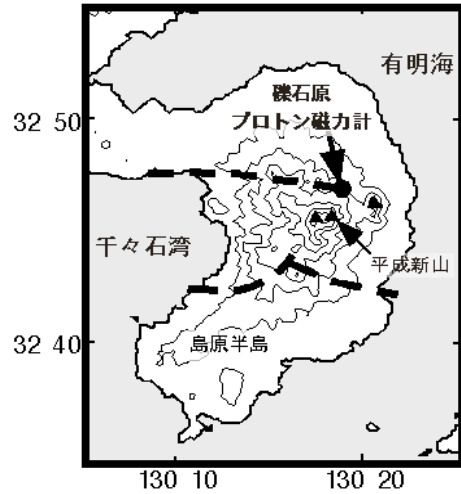 有明海
礫石原
プロトン磁力計
32 50
千々石湾
平成新山
32 40
島原半島
130 10
130 20